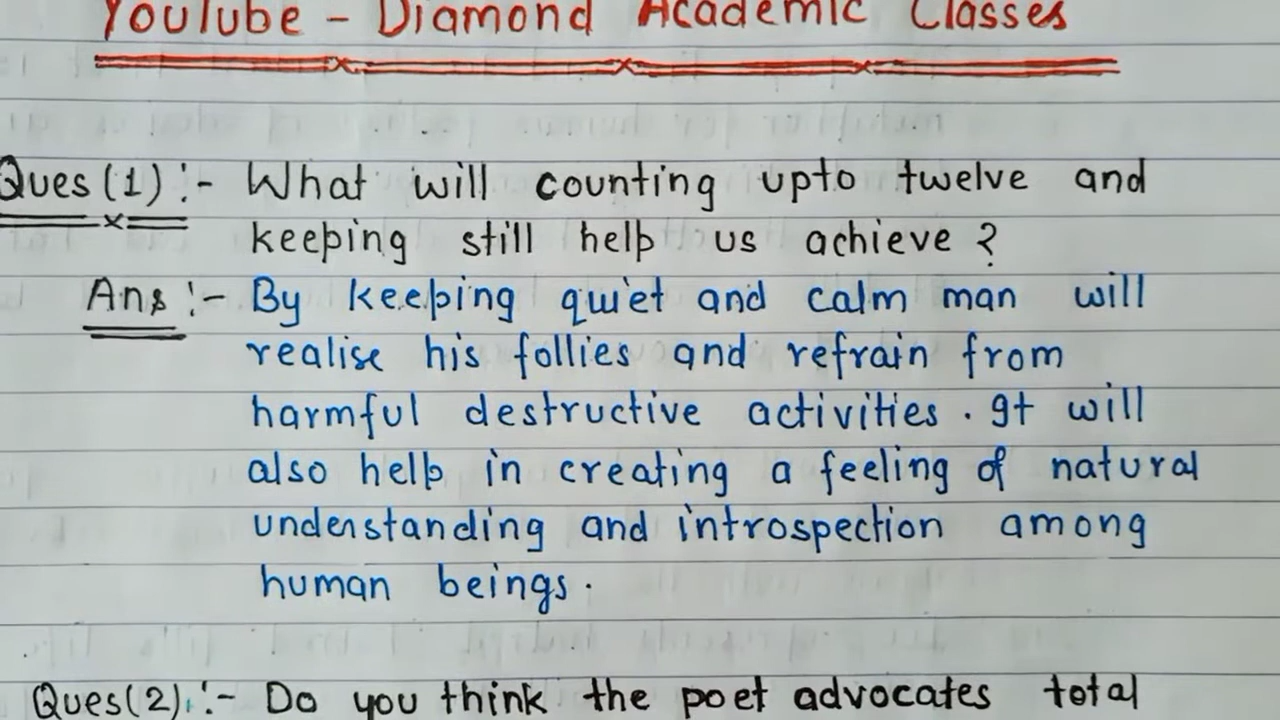 YouTube - Diamond Academic Classes
Ques(1):- What will counting upto twelve and
keeping still help us achieve?
Ans:- By keeping quiet and calm man will
realise his follies and refrain from
harmful destructive activities. It will
also help in creating a feeling of natural
understanding and introspection among
human beings.
Ques(2):- Do you think the poet advocates total